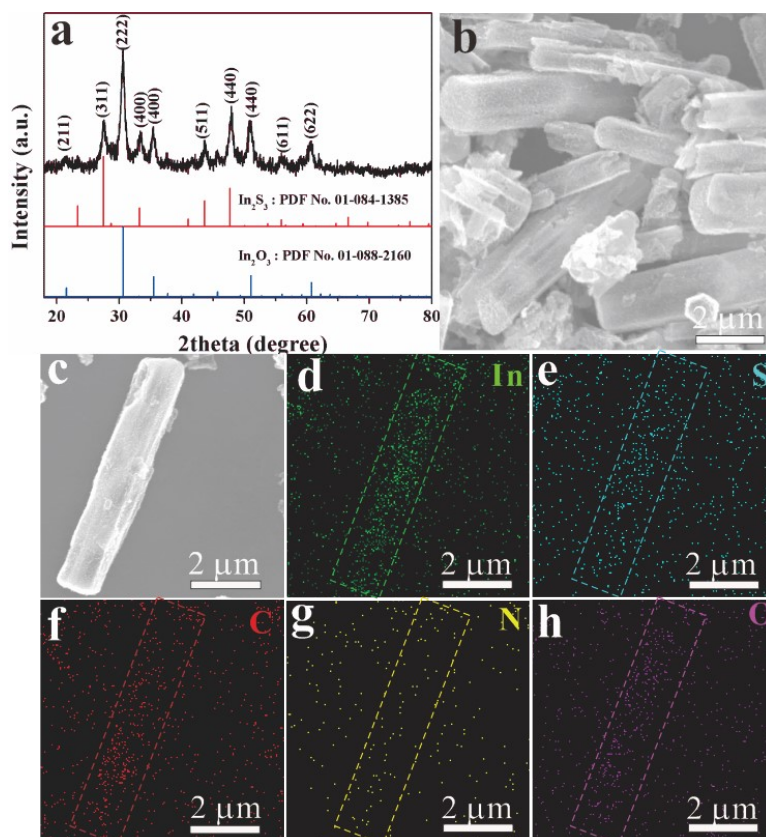 a
(211)
(311)
(222)
(400)
(400)
(511)
(440)
(440)
(611)
(622)
Intensity (a.u.)
In₂S₃ : PDF No. 01-084-1385
In₂O₃ : PDF No. 01-088-2160
20 30 40 50 60 70 80
2theta (degree)
b
2 μm
c
2 μm
d
In
2 μm
e
S
2 μm
f
C
2 μm
g
N
2 μm
h
O
2 μm